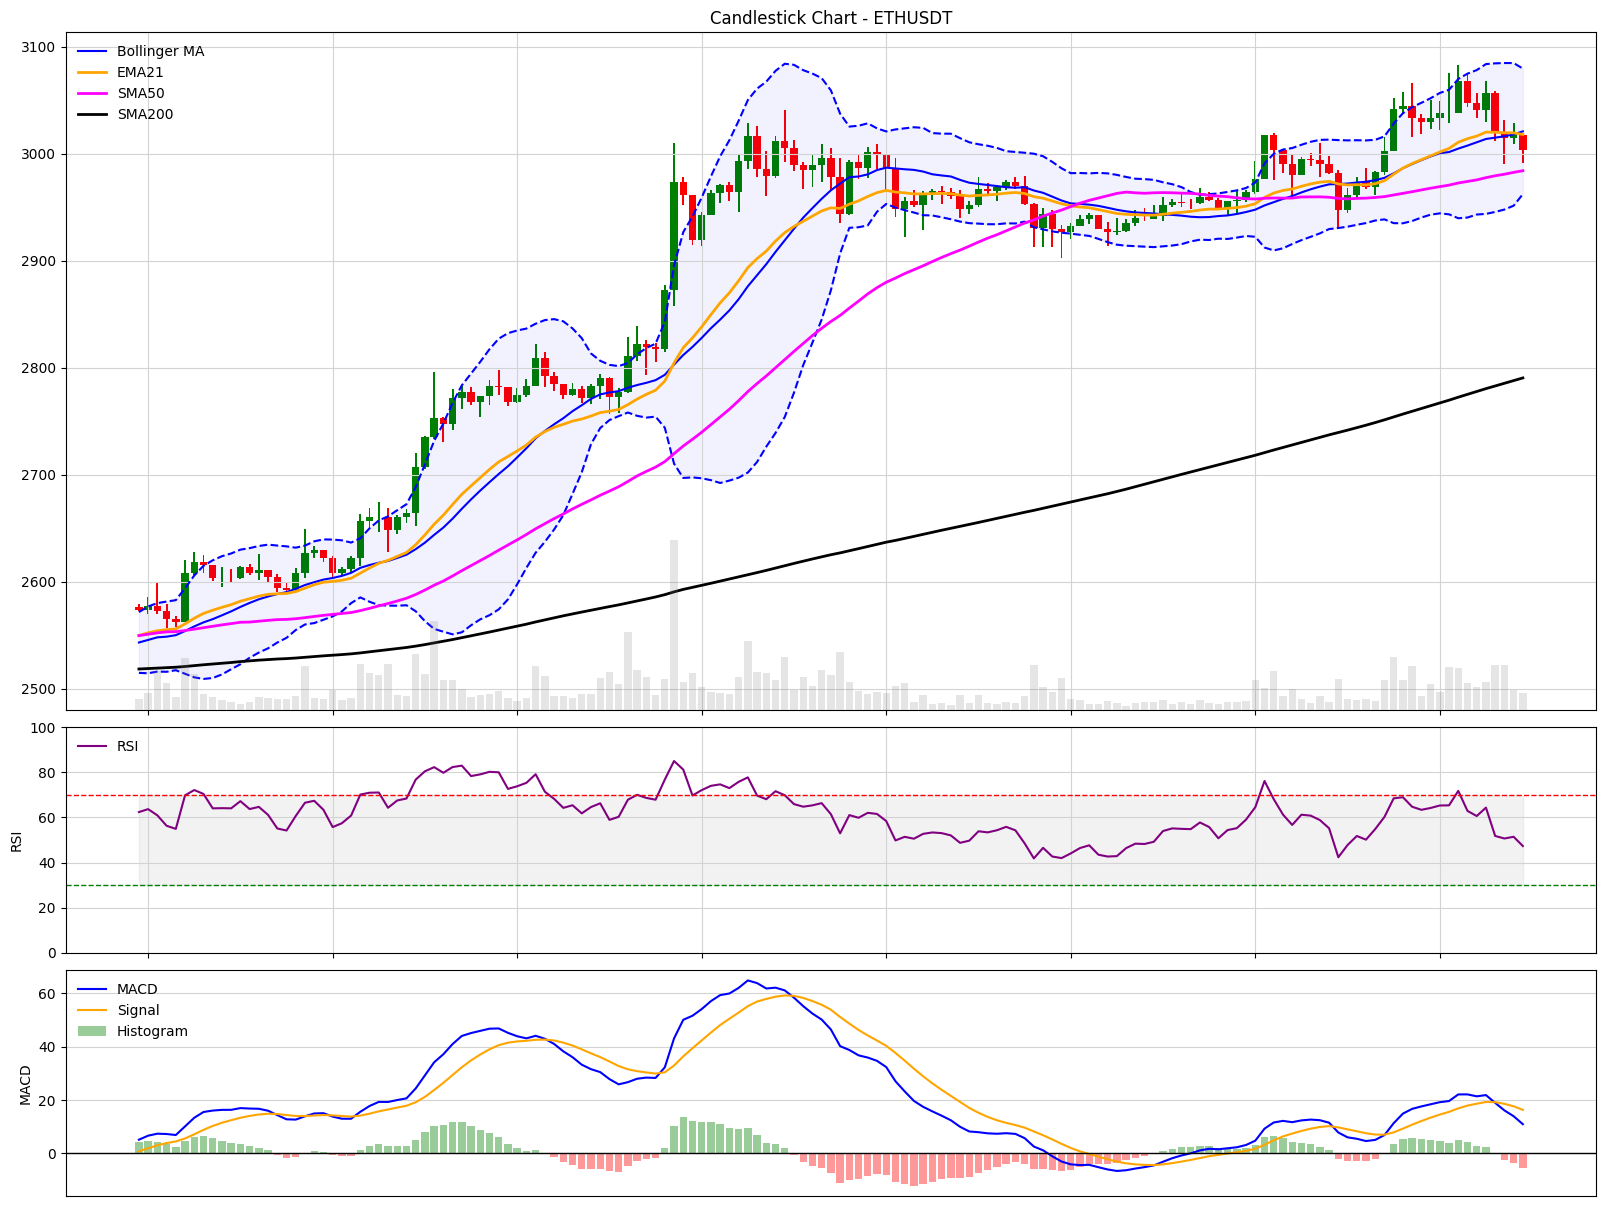 Candlestick Chart - ETHUSDT
3100
3000
2900
2800
2700
2600
2500
Bollinger MA
EMA21
SMA50
SMA200
100
80
60
40
20
0
RSI
RSI
60
40
20
0
MACD
MACD
Signal
Histogram